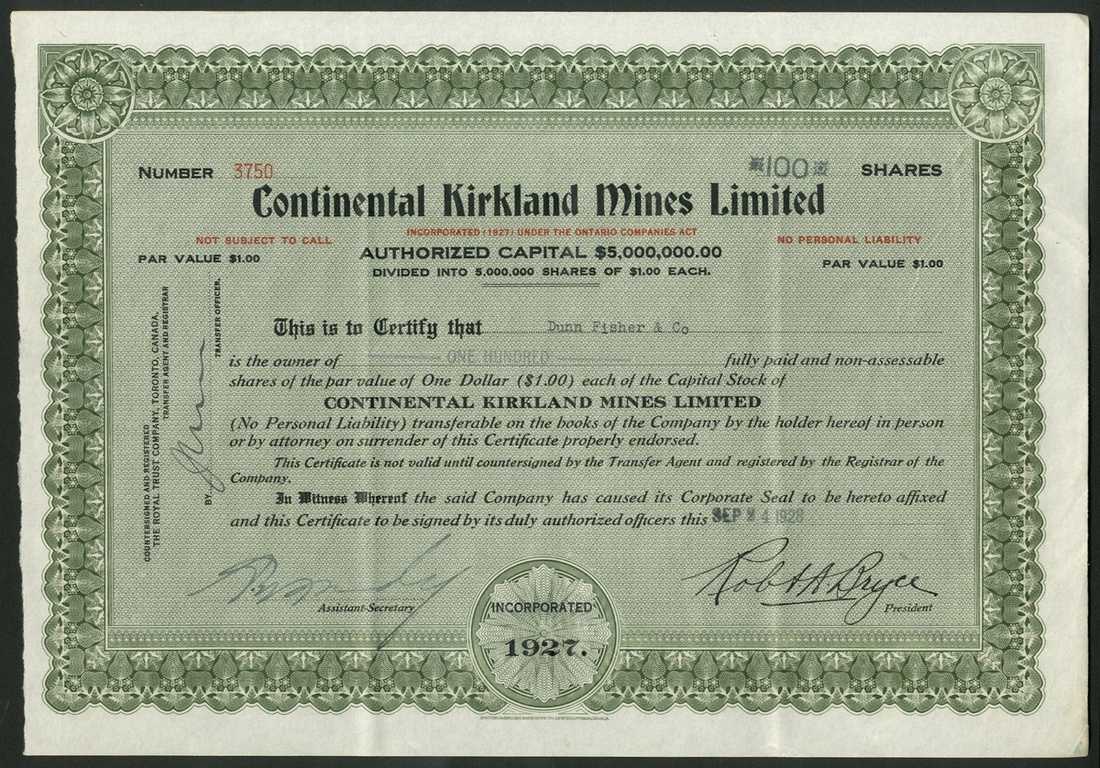 NUMBER 3750
*100* SHARES
Continental Kirkland Mines Limited
INCORPORATED (1927) UNDER THE ONTARIO COMPANIES ACT
NOT SUBJECT TO CALL
NO PERSONAL LIABILITY
AUTHORIZED CAPITAL $5,000,000.00
PAR VALUE $1.00
PAR VALUE $1.00
DIVIDED INTO 5,000,000 SHARES OF $1.00 EACH.
This is to Certify that Dunn Fisher & Co
is the owner of ONE HUNDRED fully paid and non-assessable
shares of the par value of One Dollar ($1.00) each of the Capital Stock of
CONTINENTAL KIRKLAND MINES LIMITED
(No Personal Liability) transferable on the books of the Company by the holder hereof in person
or by attorney on surrender of this Certificate properly endorsed.
This Certificate is not valid until countersigned by the Transfer Agent and registered by the Registrar of the
Company.
In Witness Whereof the said Company has caused its Corporate Seal to be hereto affixed
and this Certificate to be signed by its duly authorized officers this SEP 24 1928
COUNTERSIGNED AND REGISTERED
THE ROYAL TRUST COMPANY, TORONTO CANADA,
TRANSFER AGENT AND REGISTRAR
BY
TRANSFER OFFICER.
Assistant-Secretary
Robt A Bryce
President
INCORPORATED
1927.